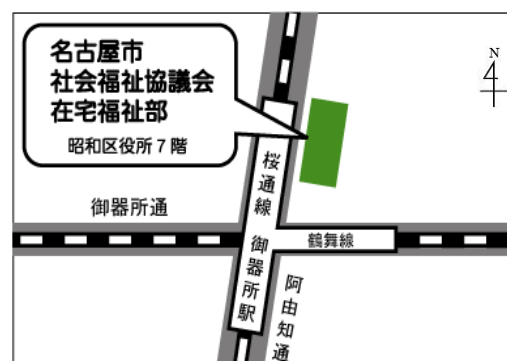 名古屋市
社会福祉協議会
在宅福祉部
昭和区役所7階
N
桜通線
御器所通
鶴舞線
御器所駅
阿由知通